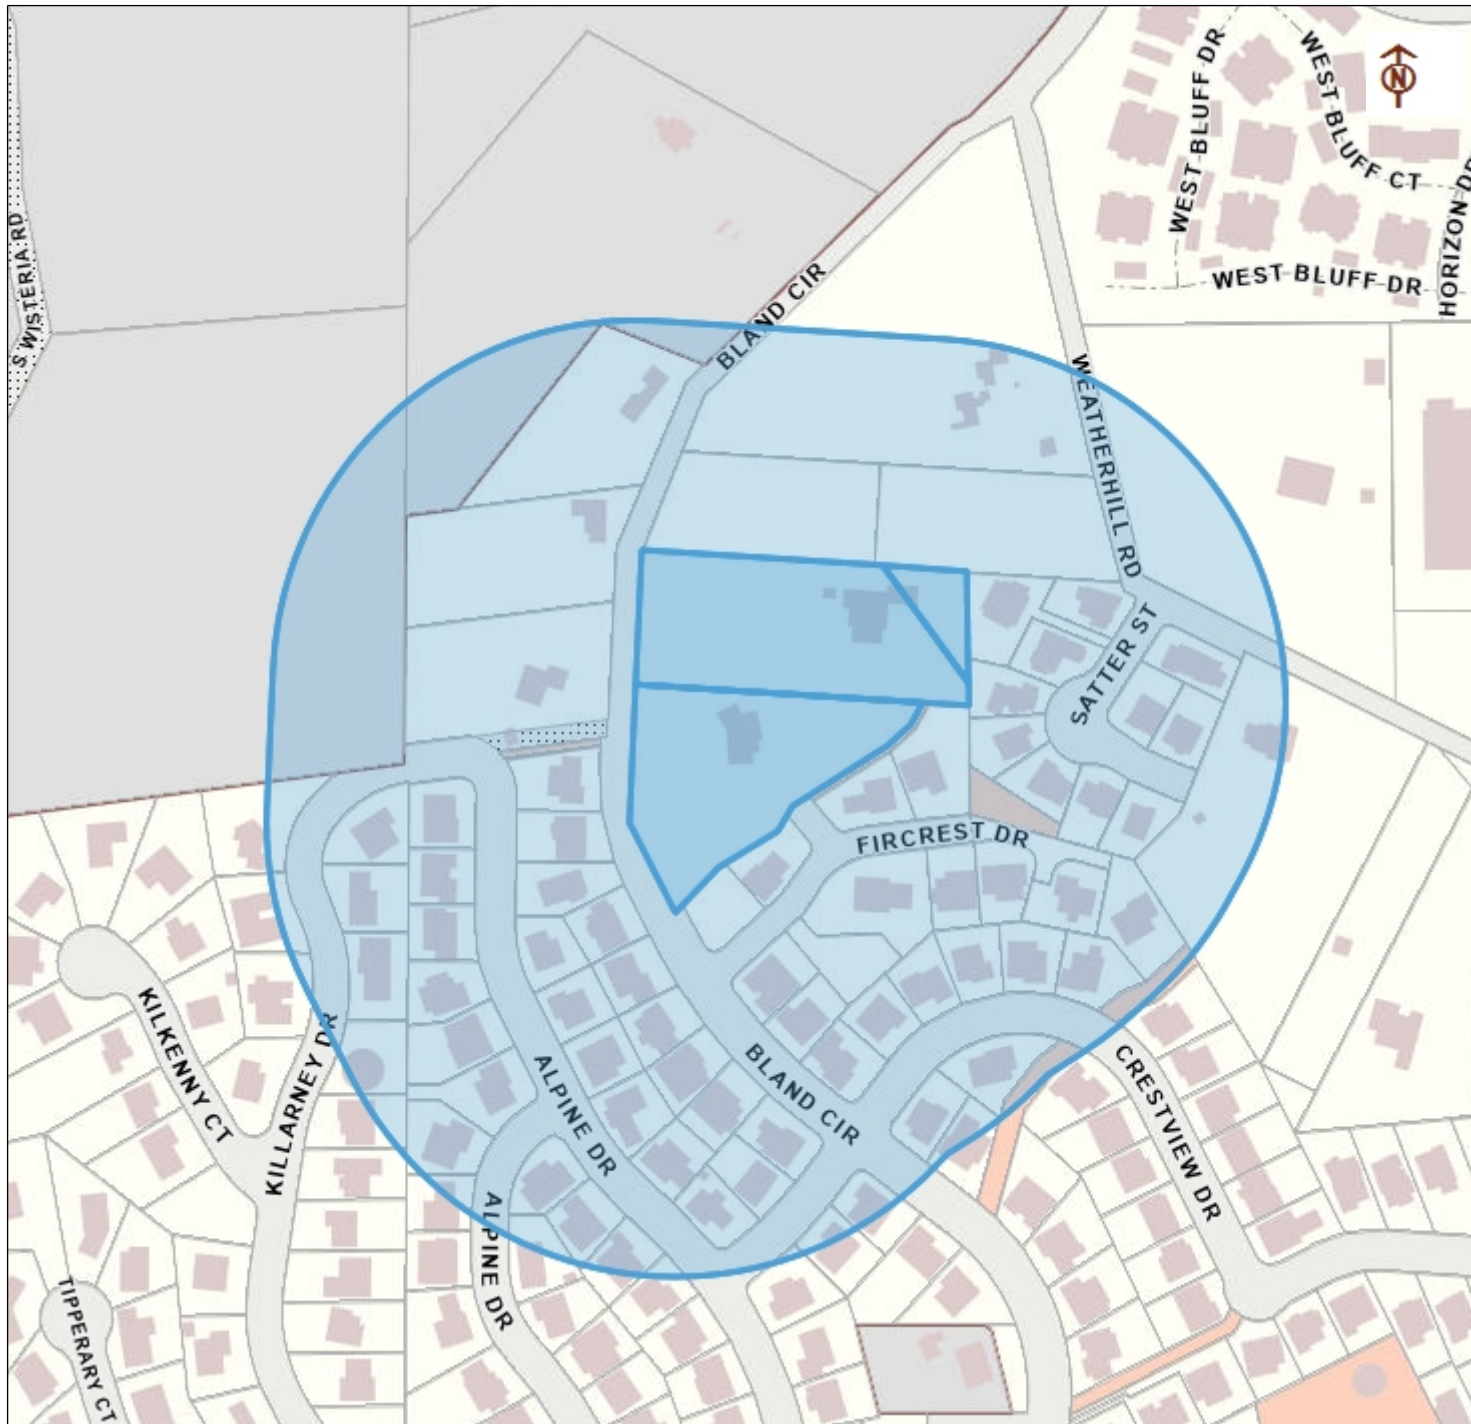 N
WEST BLUFF DR
WEST BLUFF CT
HORIZON DR
WEST BLUFF DR
S WISTERIA RD
BLAND CIR
WEATHERHILL RD
SATTER ST
FIRCREST DR
KILKENNY CT
KILLARNEY DR
ALPINE DR
BLAND CIR
CRESTVIEW DR
ALPINE DR
TIPPERARY CT